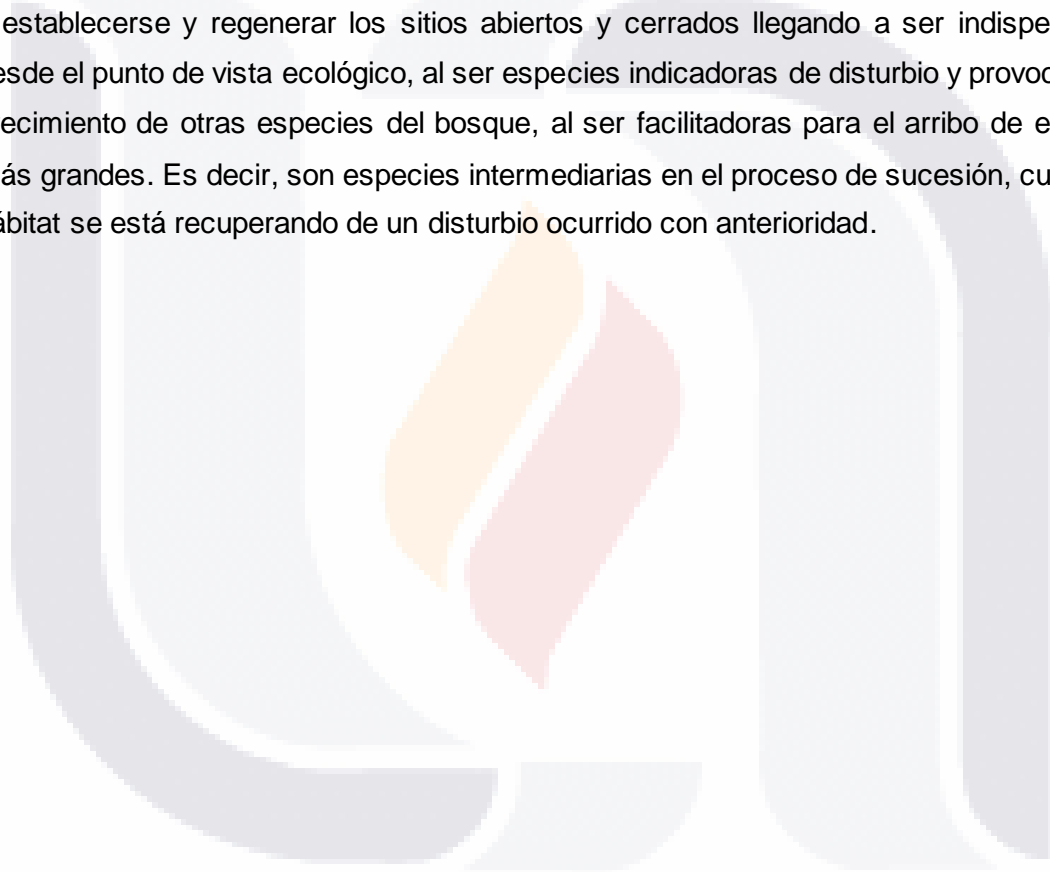 establecerse y regenerar los sitios abiertos y cerrados llegando a ser indispe
esde el punto de vista ecológico, al ser especies indicadoras de disturbio y provoc
ecimiento de otras especies del bosque, al ser facilitadoras para el arribo de e
ás grandes. Es decir, son especies intermediarias en el proceso de sucesión, cu
ábitat se está recuperando de un disturbio ocurrido con anterioridad.